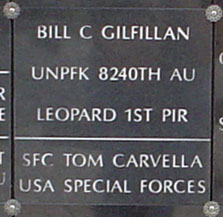 BILL C GILFILLAN
UNPFK 8240TH AU
LEOPARD 1ST PIR
SFC TOM CARVELLA
USA SPECIAL FORCES